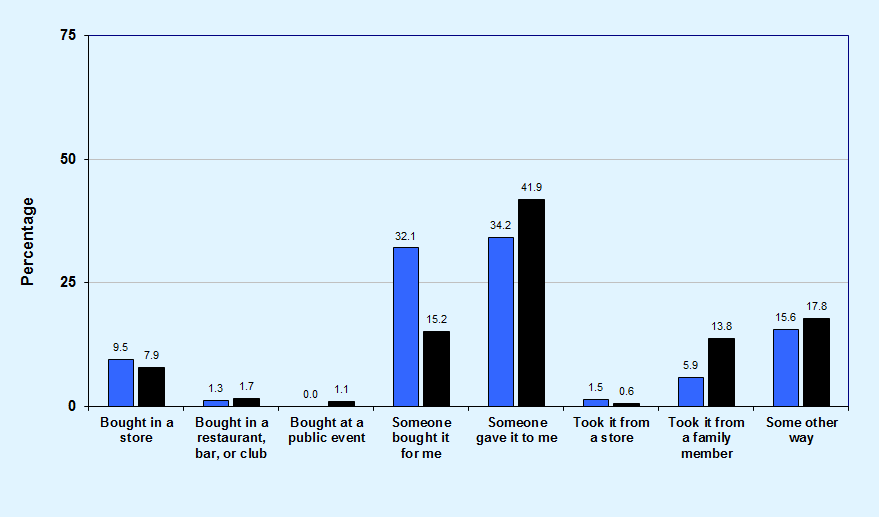 75
50
25
0
Percentage
9.5
7.9
1.3
1.7
0.0
1.1
32.1
15.2
34.2
41.9
1.5
0.6
5.9
13.8
15.6
17.8
Bought in a
store
Bought in a
restaurant,
bar, or club
Bought at a
public event
Someone
bought it
for me
Someone
gave it to me
Took it from
a store
Took it from
a family
member
Some other
way